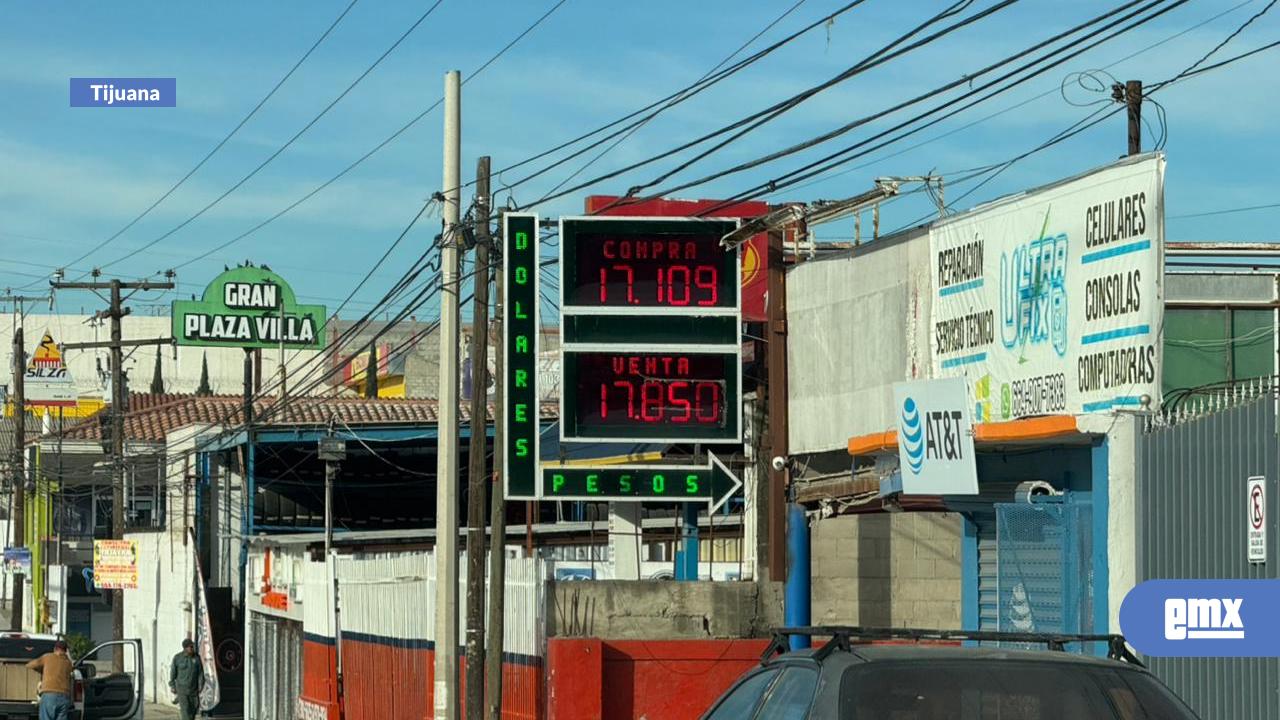 Tijuana
GRAN
PLAZA VILLA
DOLARES
COMPRA
17.109
VENTA
17.850
PESOS
REPARACIÓN
SERVICIO TÉCNICO
CELULARES
CONSOLAS
COMPUTADORAS
AT&T
E
emx